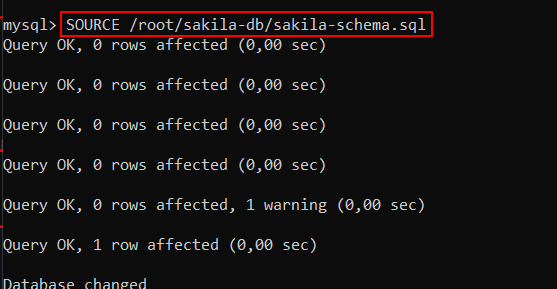 mysql> SOURCE /root/sakila-db/sakila-schema.sql
Query OK, 0 rows affected (0,00 sec)
Query OK, 0 rows affected (0,00 sec)
Query OK, 0 rows affected (0,00 sec)
Query OK, 0 rows affected (0,00 sec)
Query OK, 0 rows affected, 1 warning (0,00 sec)
Query OK, 1 row affected (0,00 sec)
Database changed